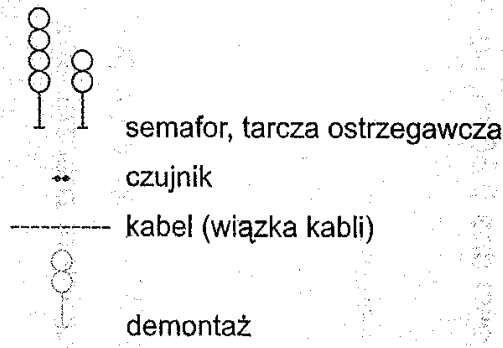 semafor, tarcza ostrzegawcza
czujnik
kabel (wiązka kabli)
demontaż